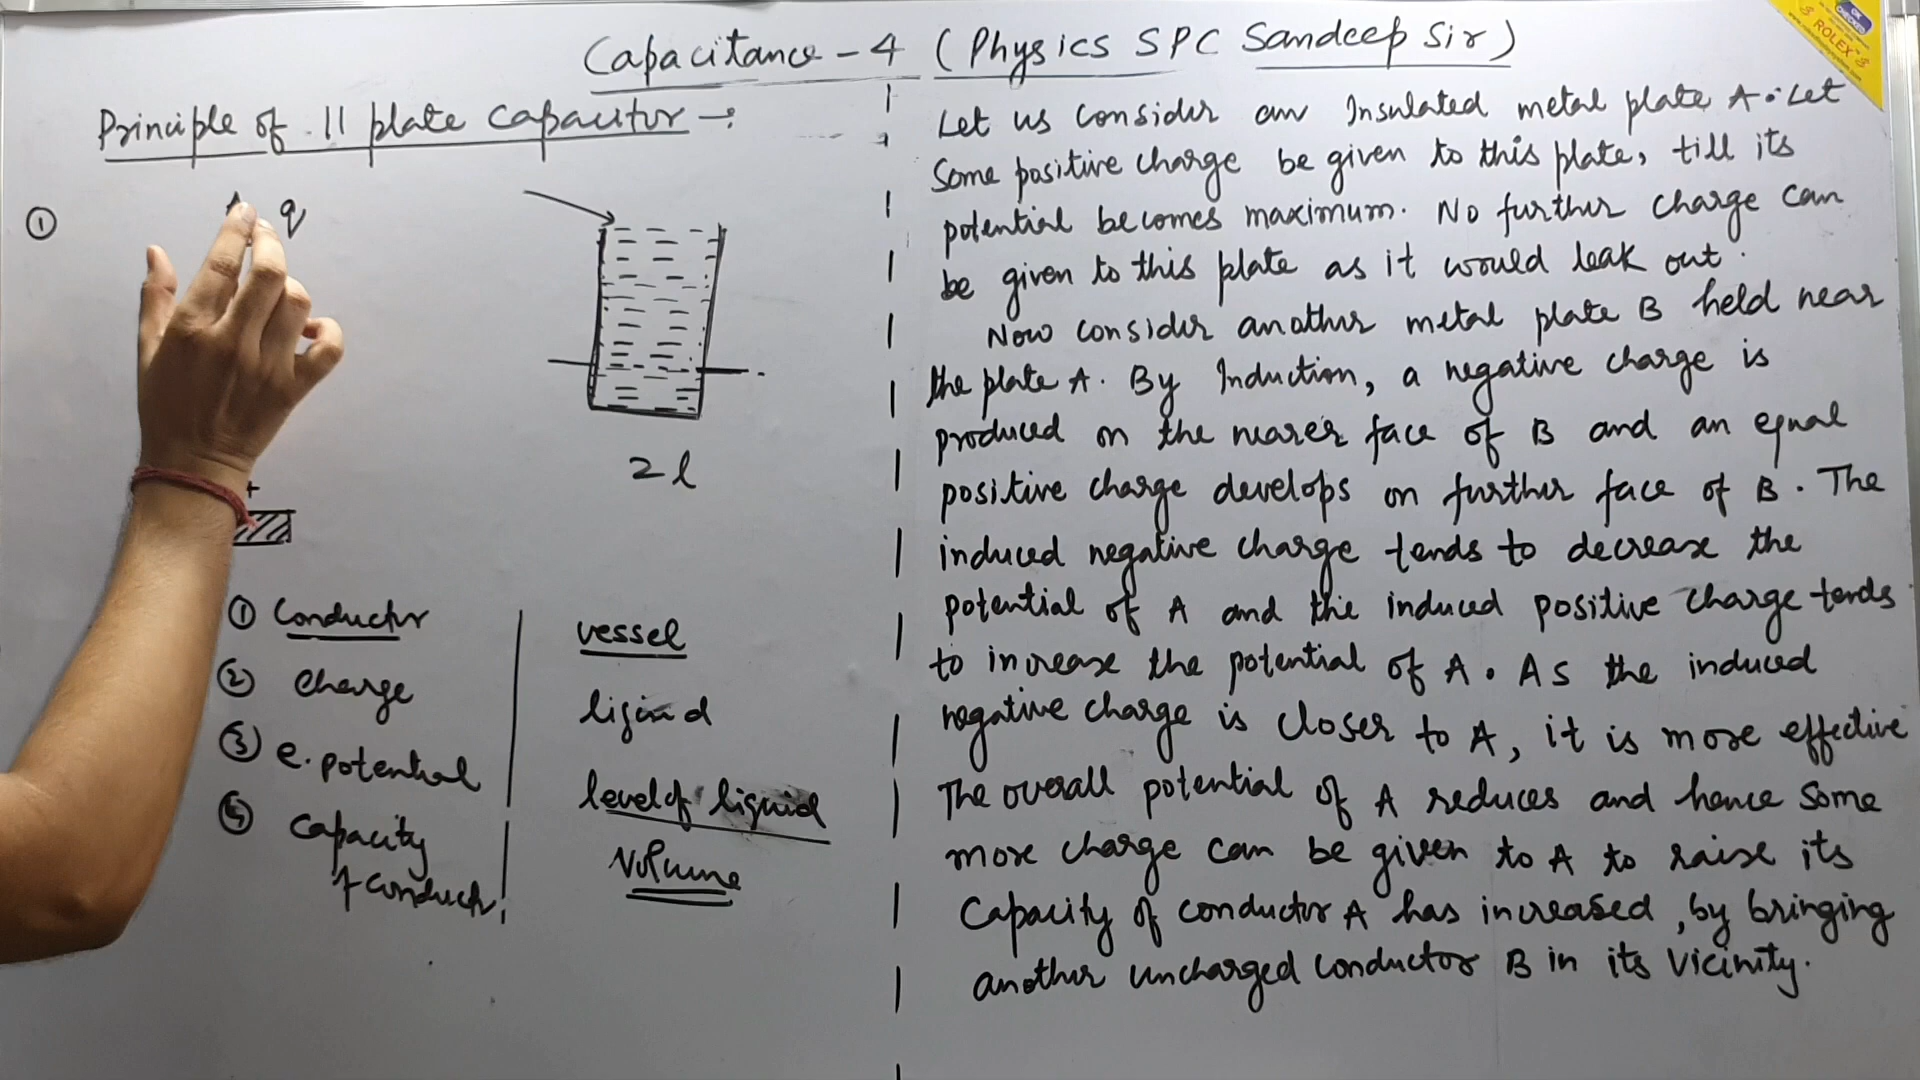 Capacitance - 4 (Physics SPC Sandeep Sir)
Principle of || plate capacitor -:
①
q
2 l
+
① Conductor
② Charge
③ e. potential
④ Capacity
of conduct
vessel
liquid
level of liquid
Volume
Let us consider an Insulated metal plate A. Let
Some positive charge be given to this plate, till its
potential becomes maximum. No further charge can
be given to this plate as it would leak out.
Now consider another metal plate B held near
the plate A. By Induction, a negative charge is
produced on the nearer face of B and an equal
positive charge develops on further face of B. The
induced negative charge tends to decrease the
potential of A and the induced positive charge tends
to increase the potential of A. As the induced
negative charge is closer to A, it is more effective
The overall potential of A reduces and hence some
more charge can be given to A to raise its
Capacity of conductor A has increased, by bringing
another uncharged conductor B in its vicinity.
OK
CHECKED
ROLEX